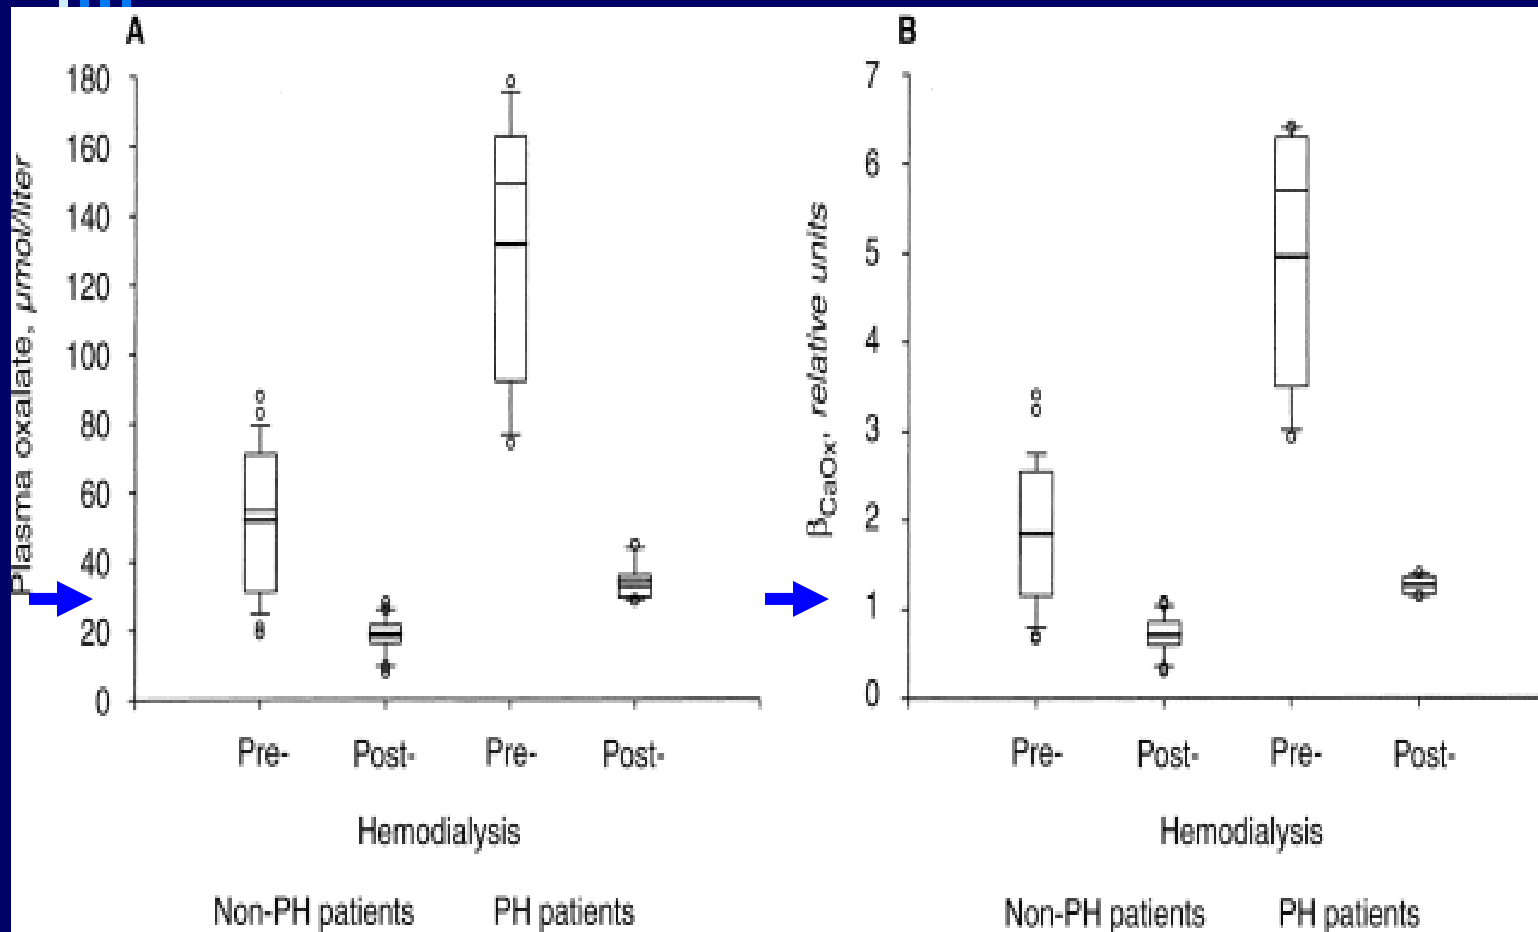 A
Plasma oxalate, µmol/liter
180
160
140
120
100
80
60
40
20
0
Pre- Post- Pre- Post-
Hemodialysis
Non-PH patients PH patients
B
βCaOx, relative units
7
6
5
4
3
2
1
0
Pre- Post- Pre- Post-
Hemodialysis
Non-PH patients PH patients